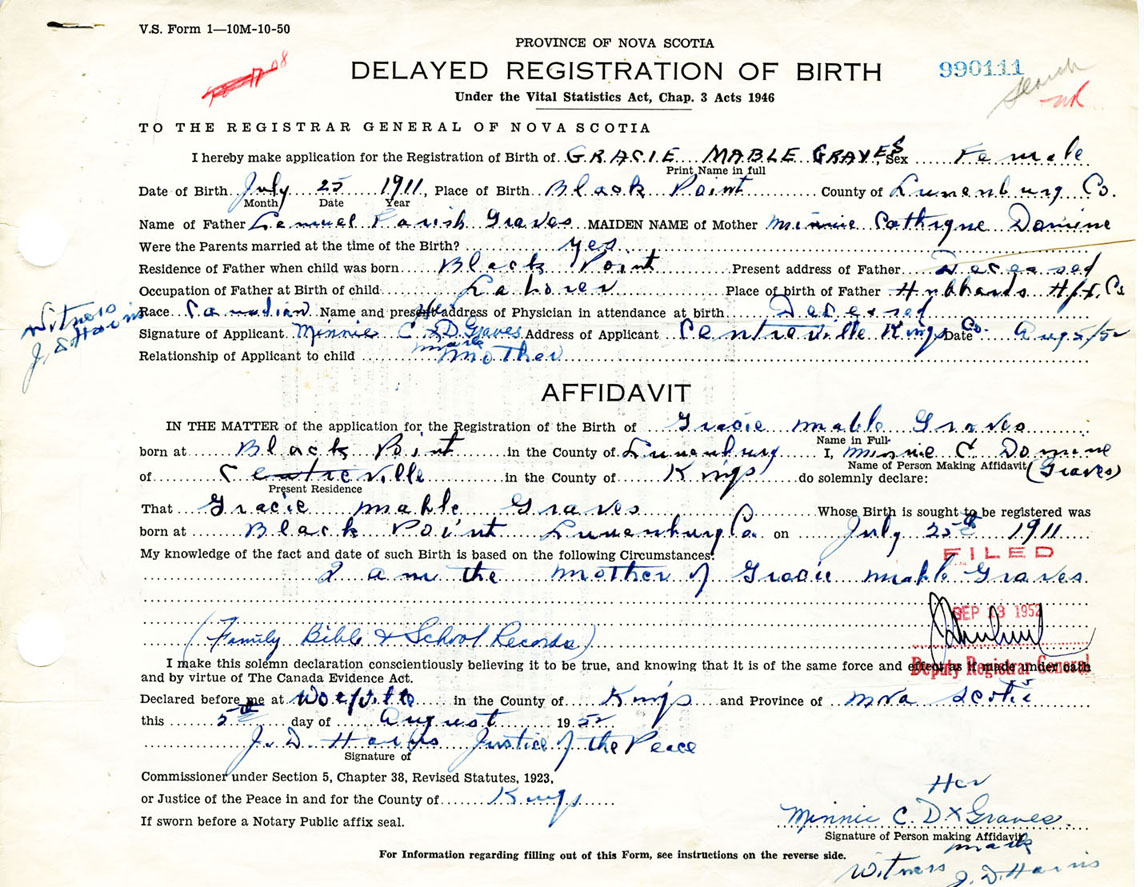 V.S. Form 1—10M-10-50
PROVINCE OF NOVA SCOTIA
DELAYED REGISTRATION OF BIRTH 990111
Under the Vital Statistics Act, Chap. 3 Acts 1946
search
TO THE REGISTRAR GENERAL OF NOVA SCOTIA
I hereby make application for the Registration of Birth of GRACIE MABLE GRAVES, Sex Female
Print Name in full
Date of Birth July 25 1911, Place of Birth Black Point County of Lunenburg Co.
Month Date Year
Name of Father Lemuel Parish Graves MAIDEN NAME of Mother Minnie Domine
Were the Parents married at the time of the Birth? yes
Residence of Father when child was born Black Point Present address of Father Deceased
Occupation of Father at Birth of child Laborer Place of birth of Father Hubbards Hfx. Co
Race Canadian Name and present address of Physician in attendance at birth Deceased
Witness
J. D Harris
Her
Signature of Applicant Minnie C. X D. Graves Address of Applicant Centreville Kings Co. Date Aug 5/52
mark
Relationship of Applicant to child Mother
AFFIDAVIT
IN THE MATTER of the application for the Registration of the Birth of Gracie Mable Graves
Name in Full
born at Black Point in the County of Lunenburg I, Minnie C Domine
Name of Person Making Affidavit (Graves)
of Centreville in the County of Kings do solemnly declare:
Present Residence
That Gracie Mable Graves Whose Birth is sought to be registered was
born at Black Point Lunenburg Co. on July 25th 1911
My knowledge of the fact and date of such Birth is based on the following Circumstances:
FILED
I am the mother of Gracie Mable Graves.
SEP 13 1952
(Family Bible & School Records)
I make this solemn declaration conscientiously believing it to be true, and knowing that it is of the same force and effect as if made under oath
Deputy Registrar General
and by virtue of The Canada Evidence Act.
Declared before me at Wolfville in the County of Kings and Province of Nova Scotia
this 5th day of August 1952
J. D Harris Justice of the Peace
Signature of
Commissioner under Section 5, Chapter 38, Revised Statutes, 1923,
or Justice of the Peace in and for the County of Kings
If sworn before a Notary Public affix seal.
Her
Minnie C. D X Graves.
Signature of Person making Affidavit
mark
For Information regarding filling out of this Form, see instructions on the reverse side.
Witness J. D. Harris